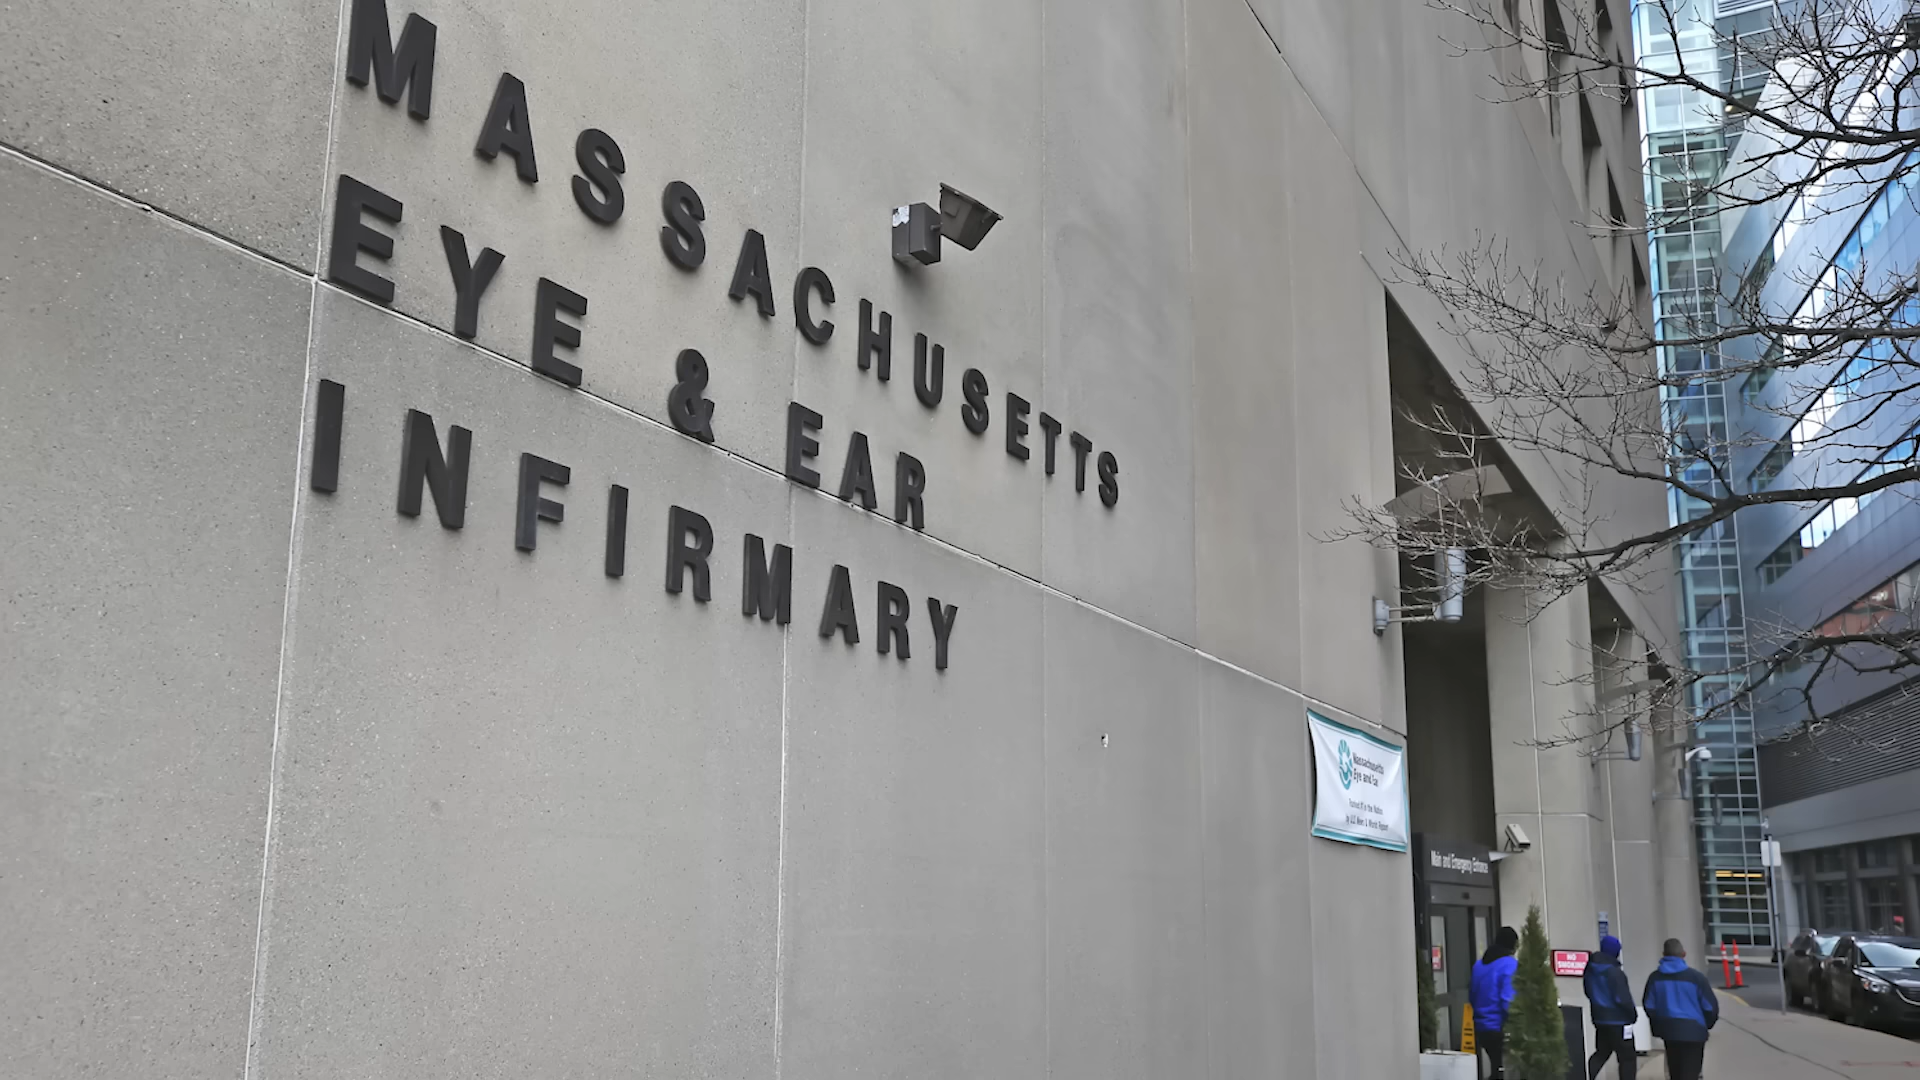 MASSACHUSETTS
EYE & EAR
INFIRMARY
Massachusetts
Eye and Ear
Main and Emergency Entrance
NO
SMOKING